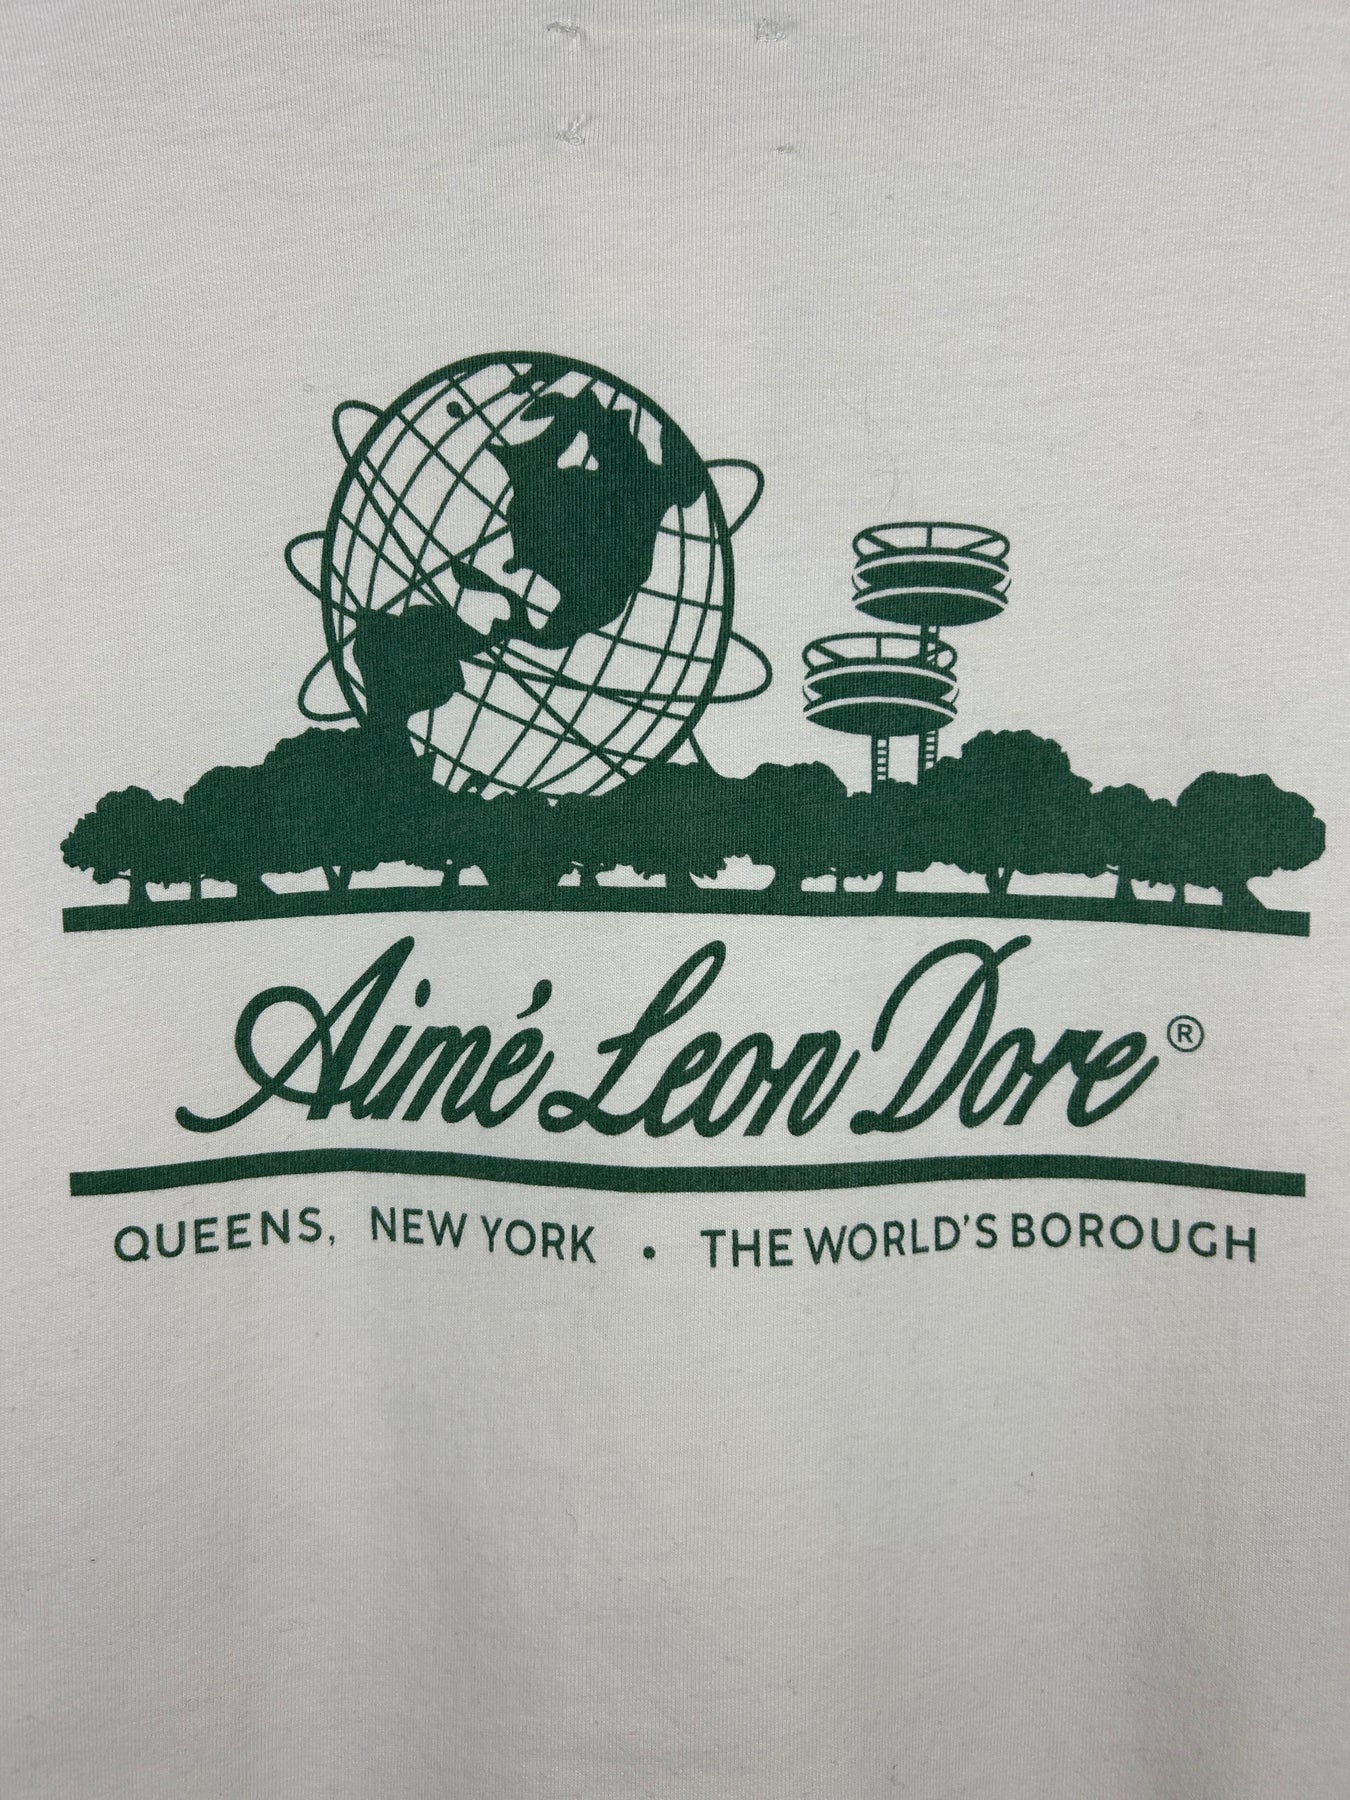 Aimé Leon Dore®
QUEENS, NEW YORK • THE WORLD'S BOROUGH